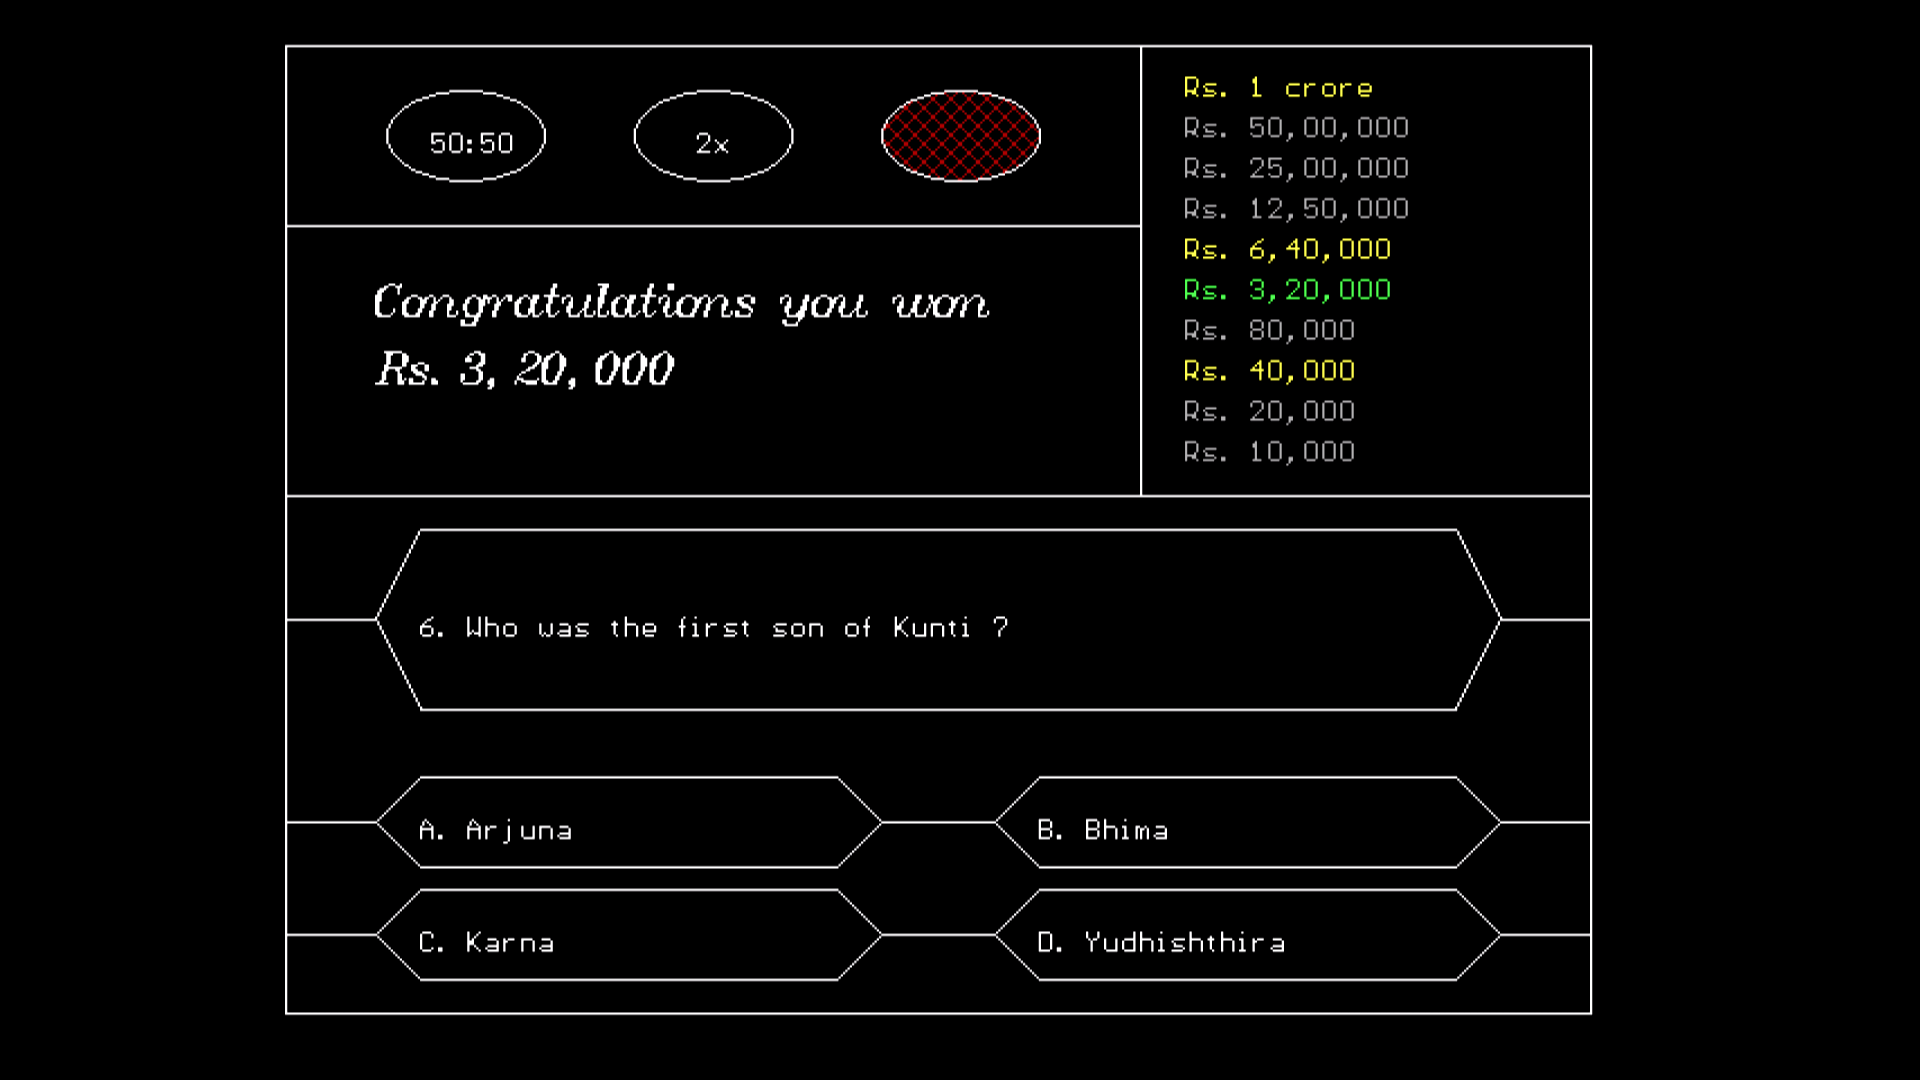 50:50
2x
Congratulations you won
Rs. 3, 20, 000
Rs. 1 crore
Rs. 50,00,000
Rs. 25,00,000
Rs. 12,50,000
Rs. 6,40,000
Rs. 3,20,000
Rs. 80,000
Rs. 40,000
Rs. 20,000
Rs. 10,000
6. Who was the first son of Kunti ?
A. Arjuna
B. Bhima
C. Karna
D. Yudhishthira